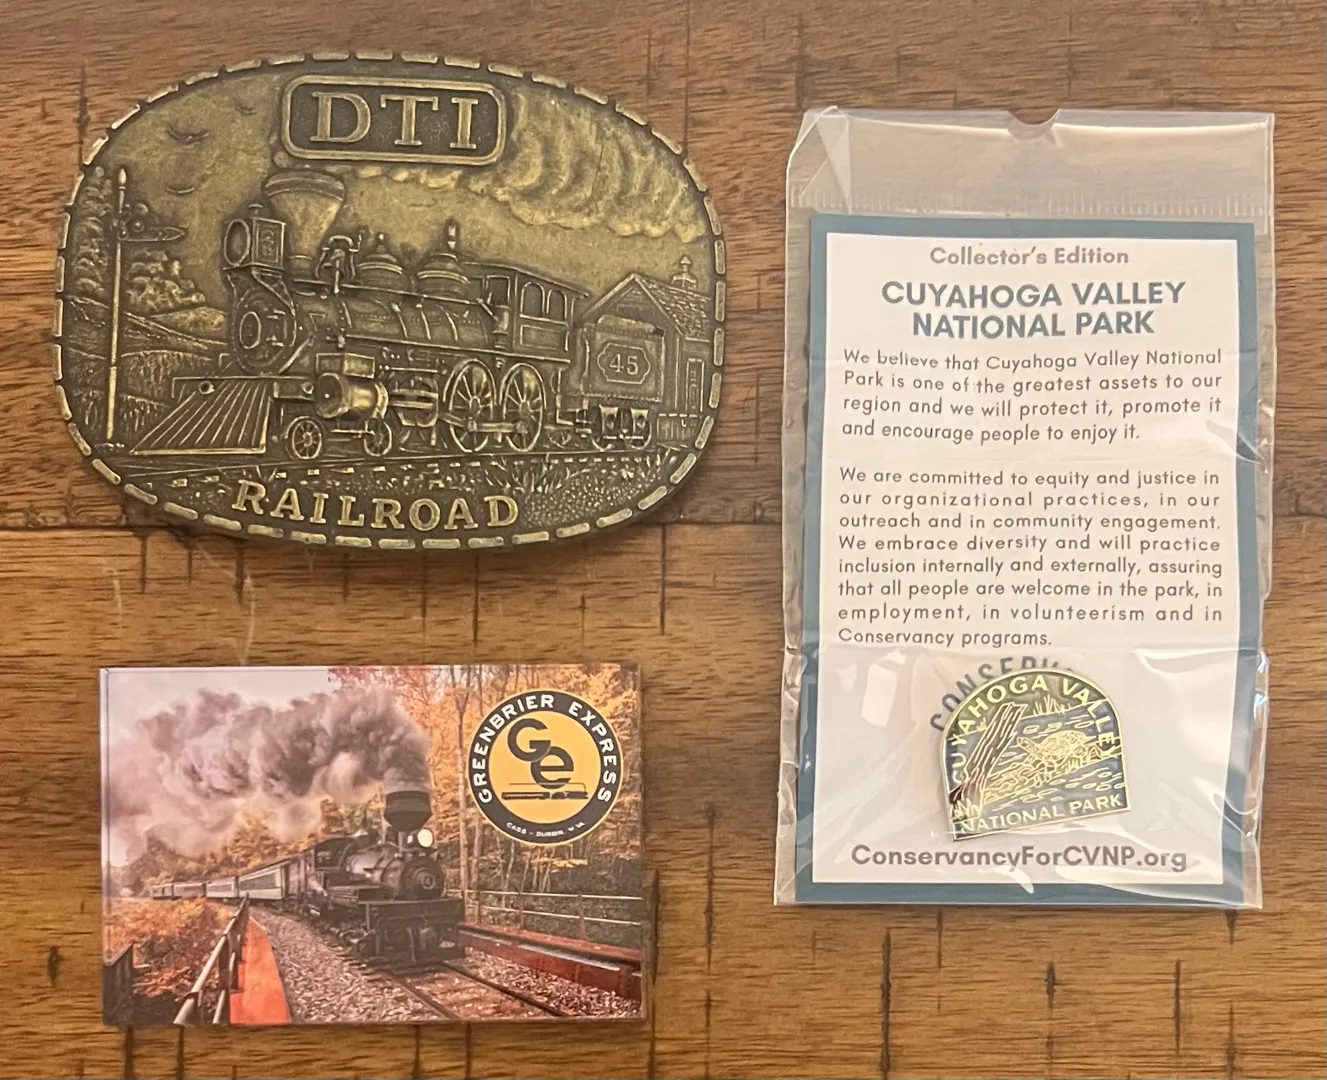 DTI
45
RAILROAD
Collector's Edition
CUYAHOGA VALLEY
NATIONAL PARK
We believe that Cuyahoga Valley National
Park is one of the greatest assets to our
region and we will protect it, promote it
and encourage people to enjoy it.
We are committed to equity and justice in
our organizational practices, in our
outreach and in community engagement.
We embrace diversity and will practice
inclusion internally and externally, assuring
that all people are welcome in the park, in
employment, in volunteerism and in
Conservancy programs.
CUYAHOGA VALLEY
NATIONAL PARK
ConservancyForCVNP.org
GREENBRIER EXPRESS
Ge
CASS - DURBIN, W.VA.